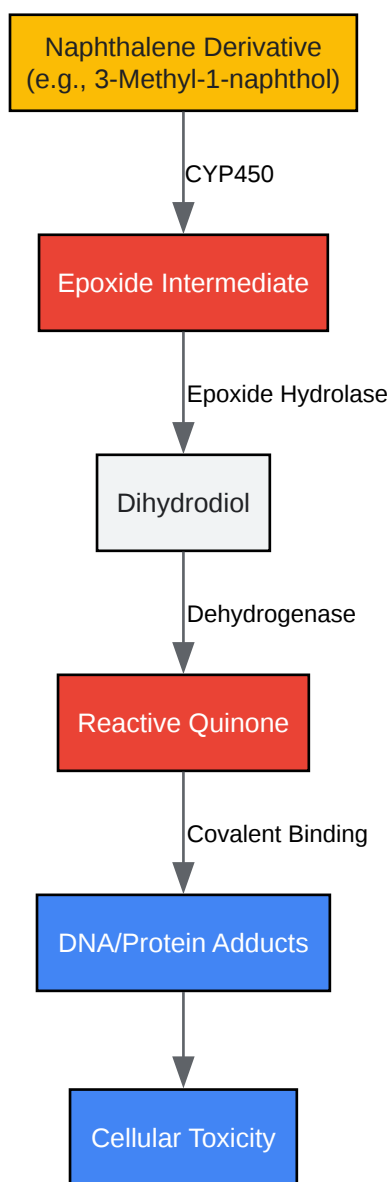 Naphthalene Derivative
(e.g., 3-Methyl-1-naphthol)
CYP450
Epoxide Intermediate
Epoxide Hydrolase
Dihydrodiol
Dehydrogenase
Reactive Quinone
Covalent Binding
DNA/Protein Adducts
Cellular Toxicity